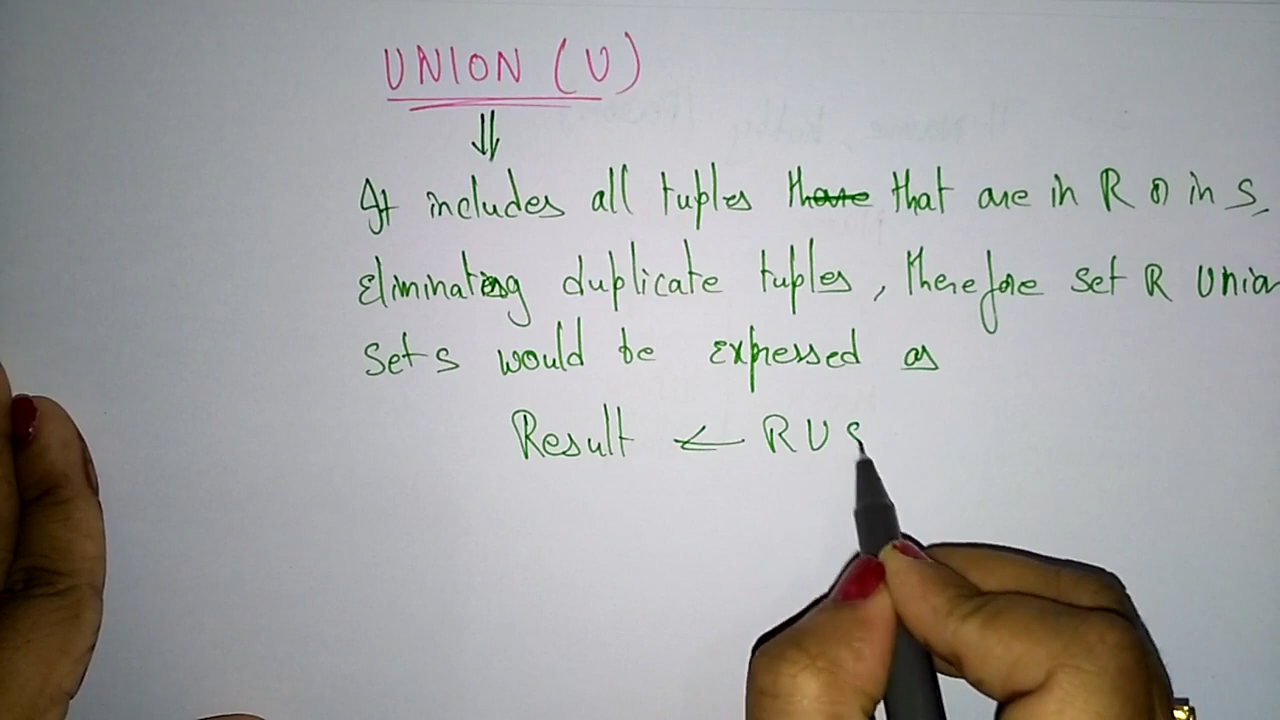 UNION (U)
It includes all tuples that are in R or in S,
Eliminating duplicate tuples, therefore set R Union
Set S would be expressed as
Result ← R U S